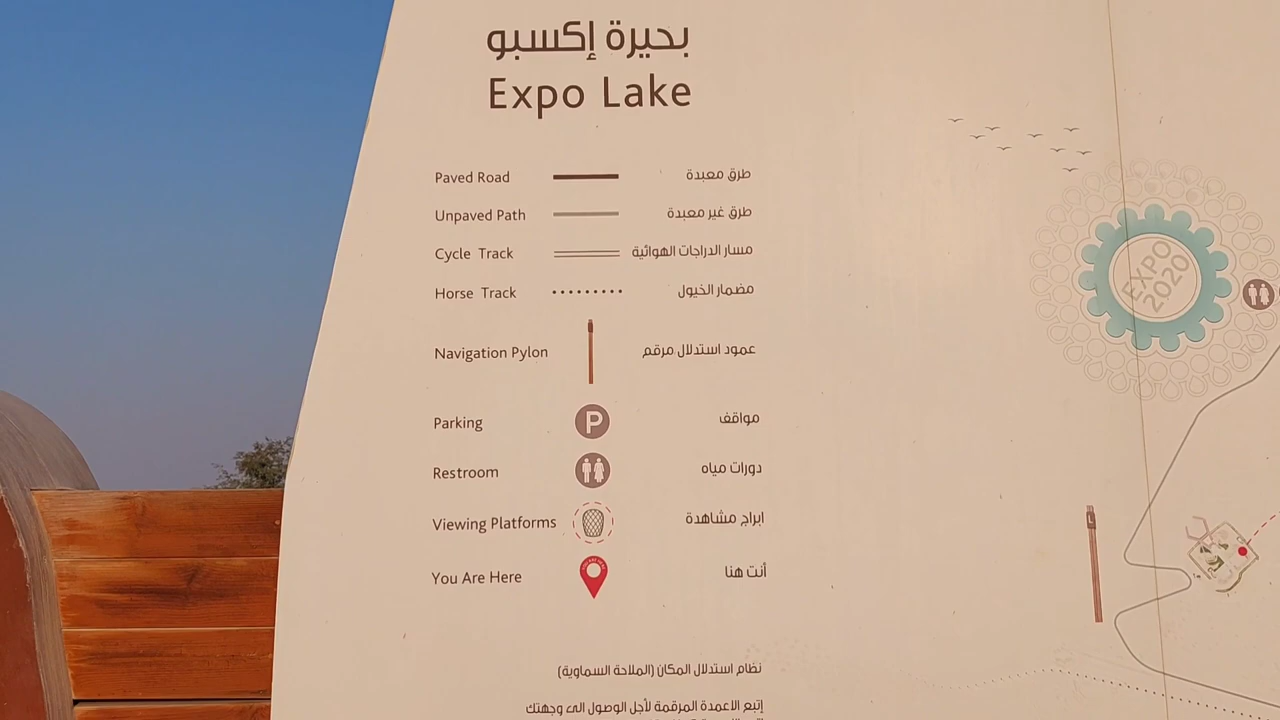 بحيرة إكسبو
Expo Lake
Paved Road طرق معبدة
Unpaved Path طرق غير معبدة
Cycle Track مسار الدراجات الهوائية
Horse Track مضمار الخيول
Navigation Pylon عمود استدلال مرقم
Parking P مواقف
Restroom دورات مياه
Viewing Platforms ابراج مشاهدة
You Are Here أنت هنا
نظام استدلال المكان (الملاحة السماوية)
إتبع الاعمدة المرقمة لأجل الوصول الى وجهتك
EXPO
2020